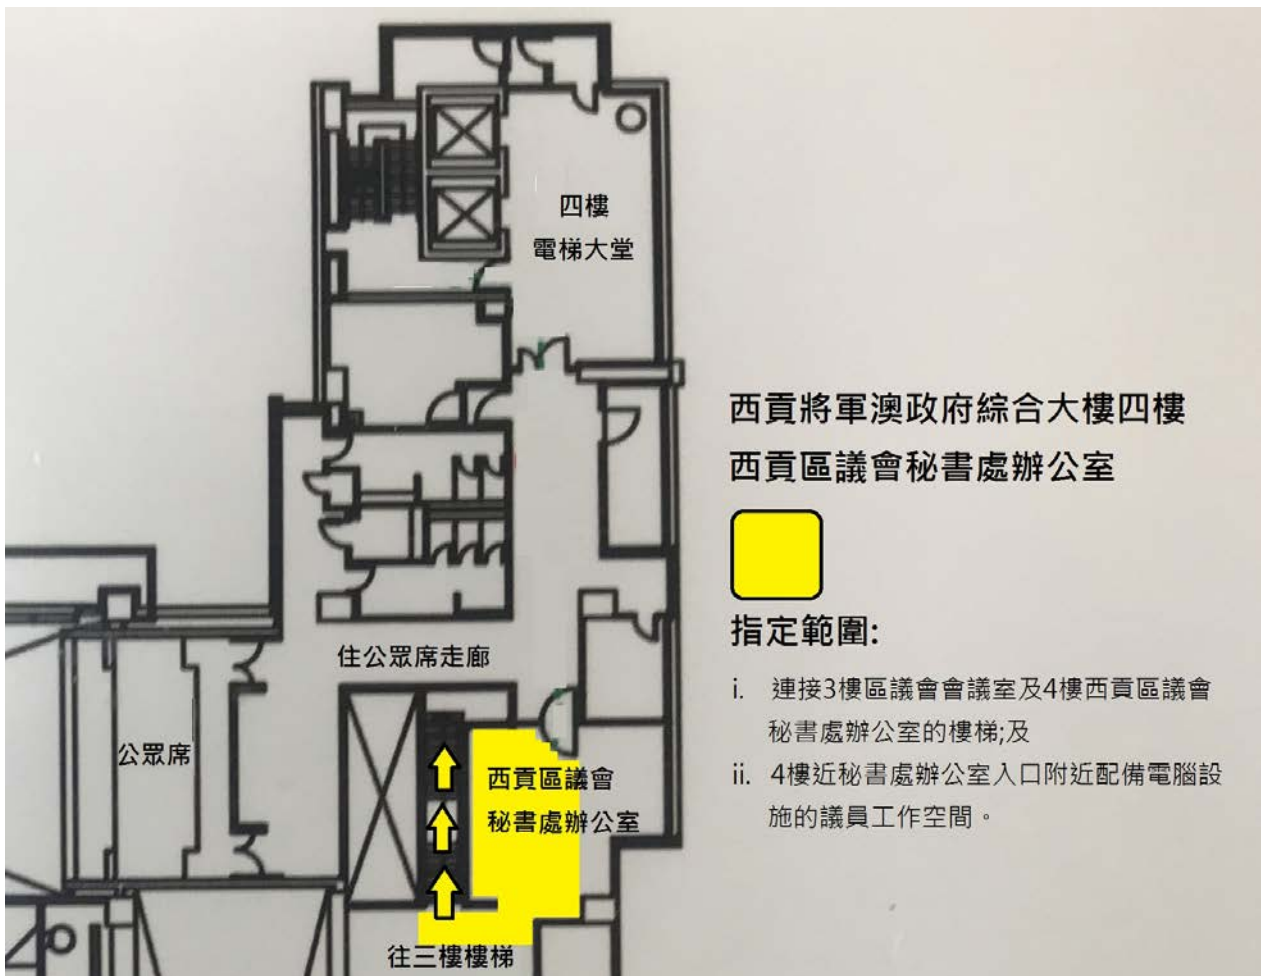 四樓
電梯大堂
西貢將軍澳政府綜合大樓四樓
西貢區議會秘書處辦公室
指定範圍:
i. 連接3樓區議會會議室及4樓西貢區議會
秘書處辦公室的樓梯;及
ii. 4樓近秘書處辦公室入口附近配備電腦設
施的議員工作空間。
住公眾席走廊
公眾席
西貢區議會
秘書處辦公室
往三樓樓梯